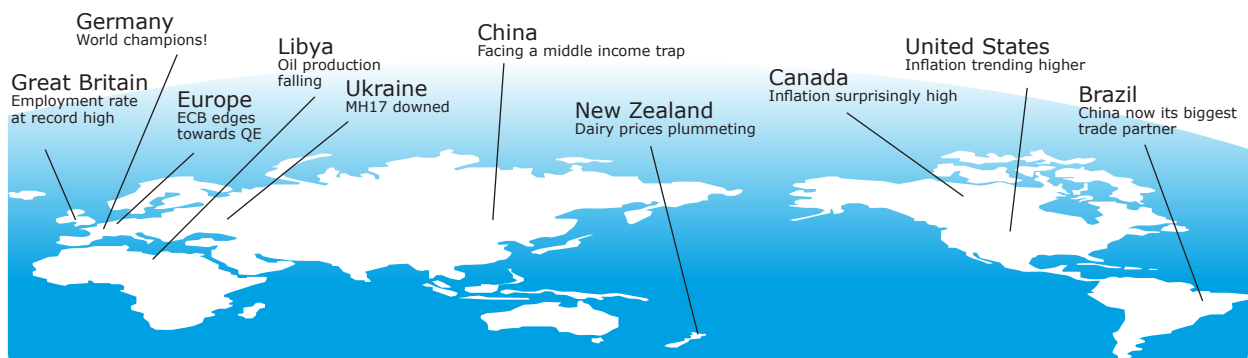 Germany
World champions!
Great Britain
Employment rate
at record high
Europe
ECB edges
towards QE
Libya
Oil production
falling
Ukraine
MH17 downed
China
Facing a middle income trap
New Zealand
Dairy prices plummeting
Canada
Inflation surprisingly high
United States
Inflation trending higher
Brazil
China now its biggest
trade partner